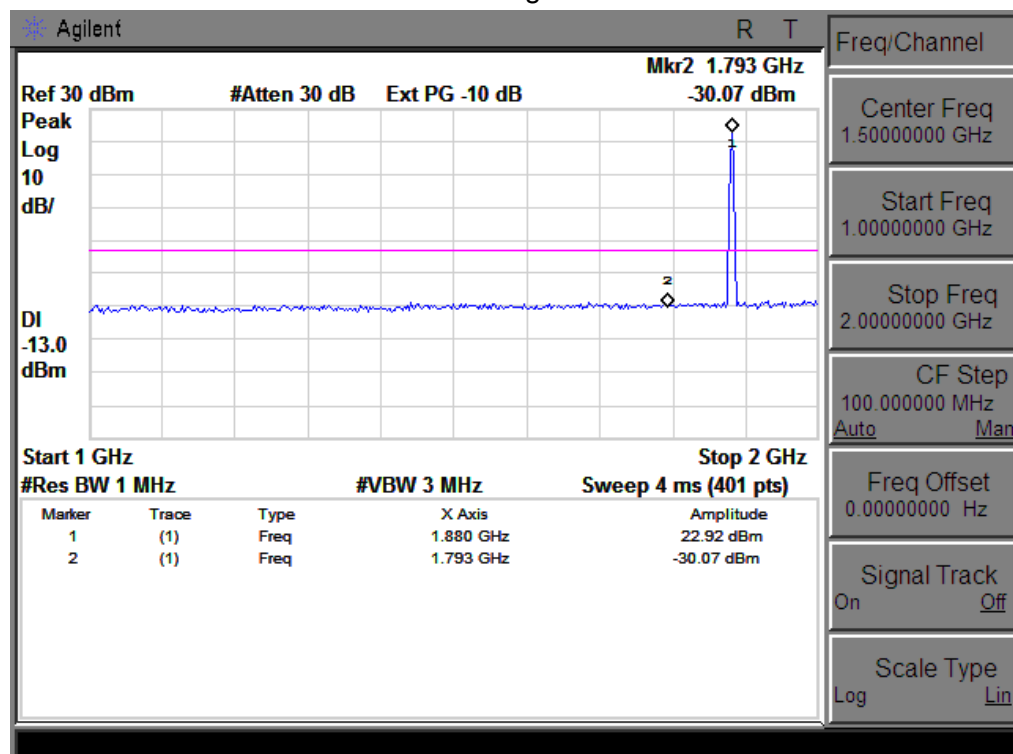 Agilent R T
Mkr2 1.793 GHz
Ref 30 dBm #Atten 30 dB Ext PG -10 dB -30.07 dBm
Peak
Log
10
dB/
1
2
DI
-13.0
dBm
Start 1 GHz Stop 2 GHz
#Res BW 1 MHz #VBW 3 MHz Sweep 4 ms (401 pts)
Marker Trace Type X Axis Amplitude
1 (1) Freq 1.880 GHz 22.92 dBm
2 (1) Freq 1.793 GHz -30.07 dBm
Freq/Channel
Center Freq
1.50000000 GHz
Start Freq
1.00000000 GHz
Stop Freq
2.00000000 GHz
CF Step
100.000000 MHz
Auto Man
Freq Offset
0.00000000 Hz
Signal Track
On Off
Scale Type
Log Lin